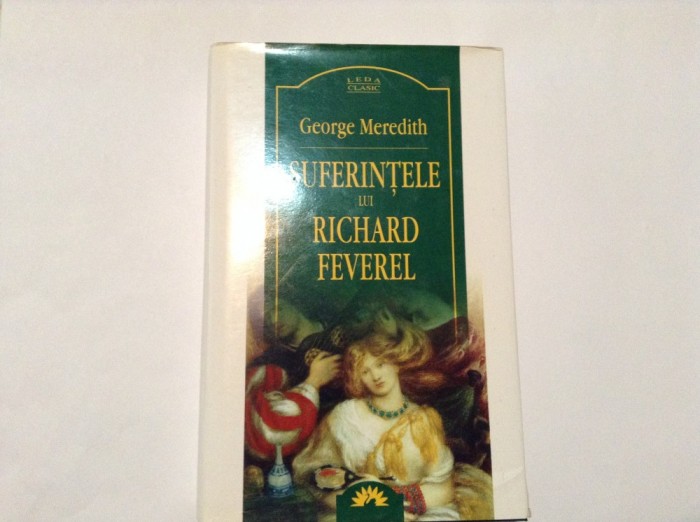 LEDA
CLASIC
George Meredith
SUFERINȚELE
LUI
RICHARD
FEVEREL